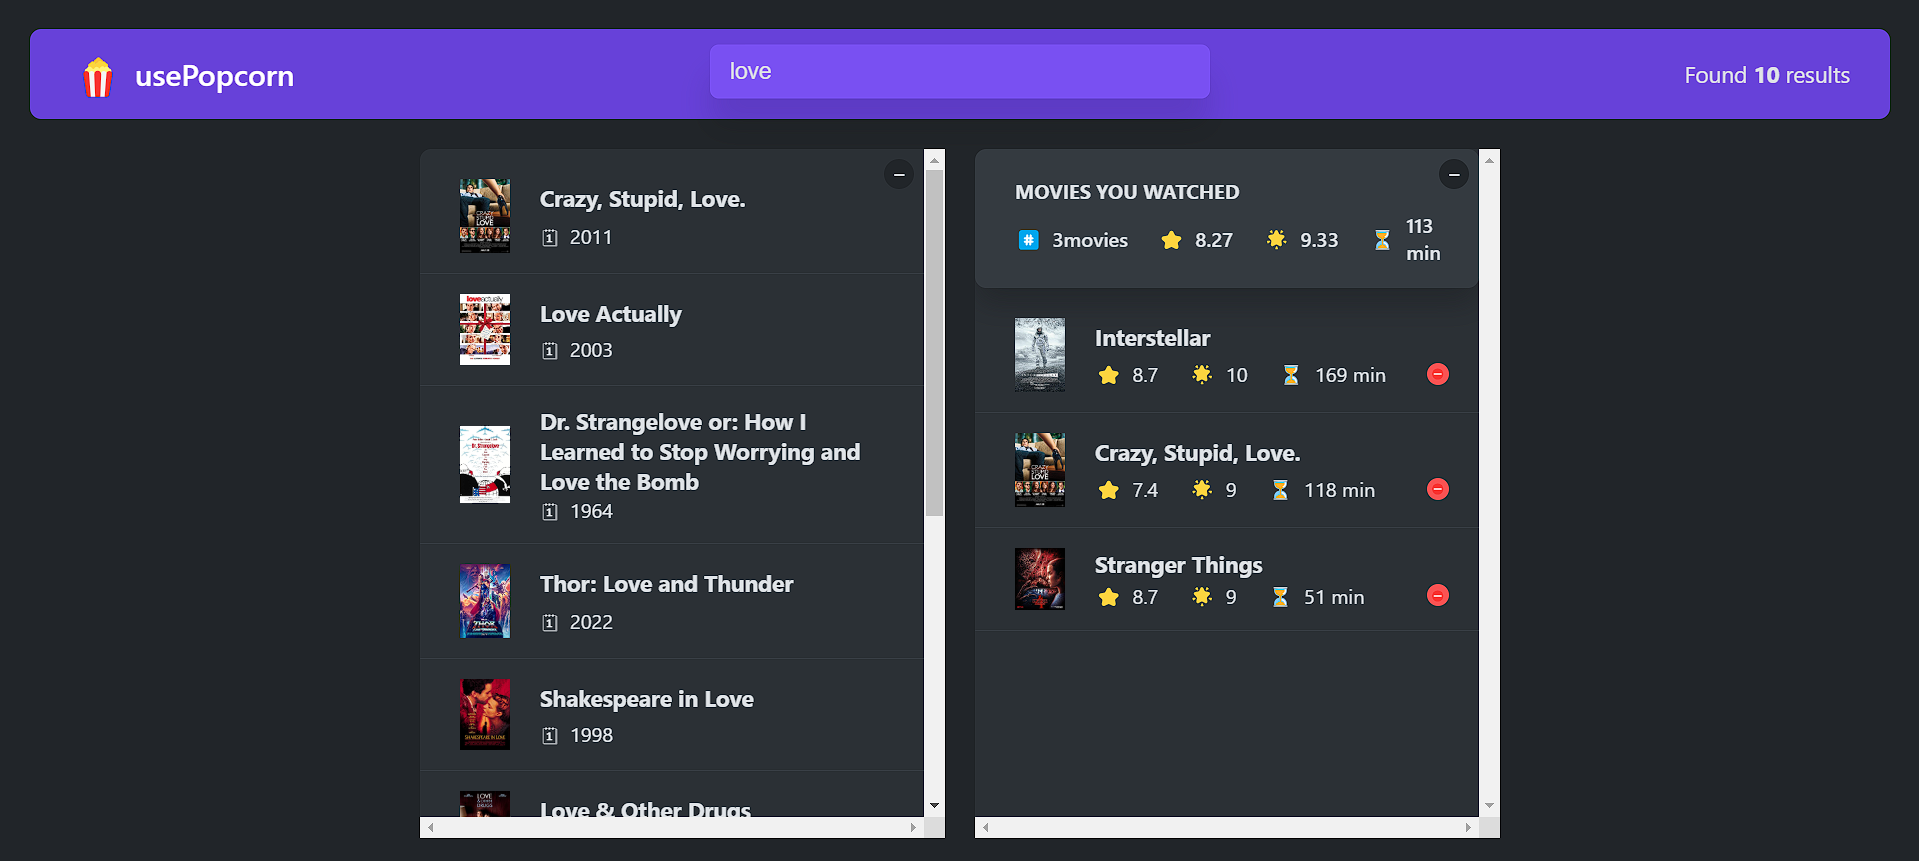 usePopcorn
love
Found 10 results
Crazy, Stupid, Love.
2011
Love Actually
2003
Dr. Strangelove or: How I
Learned to Stop Worrying and
Love the Bomb
1964
Thor: Love and Thunder
2022
Shakespeare in Love
1998
Love & Other Drugs
MOVIES YOU WATCHED
3movies 8.27 9.33 113
min
Interstellar
8.7 10 169 min
Crazy, Stupid, Love.
7.4 9 118 min
Stranger Things
8.7 9 51 min